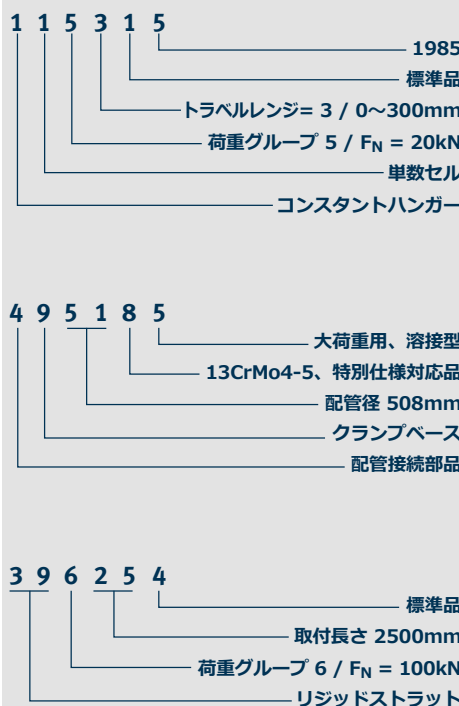 1 1 5 3 1 5
1985
標準品
トラベルレンジ= 3 / 0～300mm
荷重グループ 5 / FN = 20kN
単数セル
コンスタントハンガー
4 9 5 1 8 5
大荷重用、溶接型
13CrMo4-5、特別仕様対応品
配管径 508mm
クランプベース
配管接続部品
3 9 6 2 5 4
標準品
取付長さ 2500mm
荷重グループ 6 / FN = 100kN
リジッドストラット